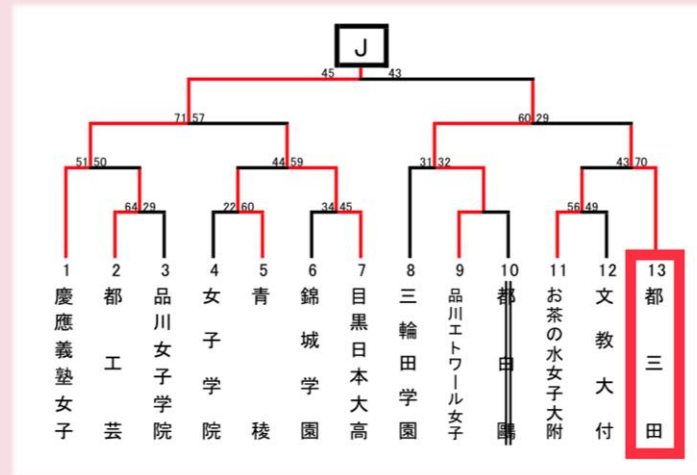 J
45 43
71 57 60 29
51 50 44 59 31 32 43 70
64 29 22 60 34 45 56 49
1 2 3 4 5 6 7 8 9 10 11 12 13
慶應義塾女子
都工芸
品川女子学院
女子学院
青稜
錦城学園
目黒日本大高
三輪田学園
品川エトワール女子
都白鷗
お茶の水女子大附
文教大付
都三田